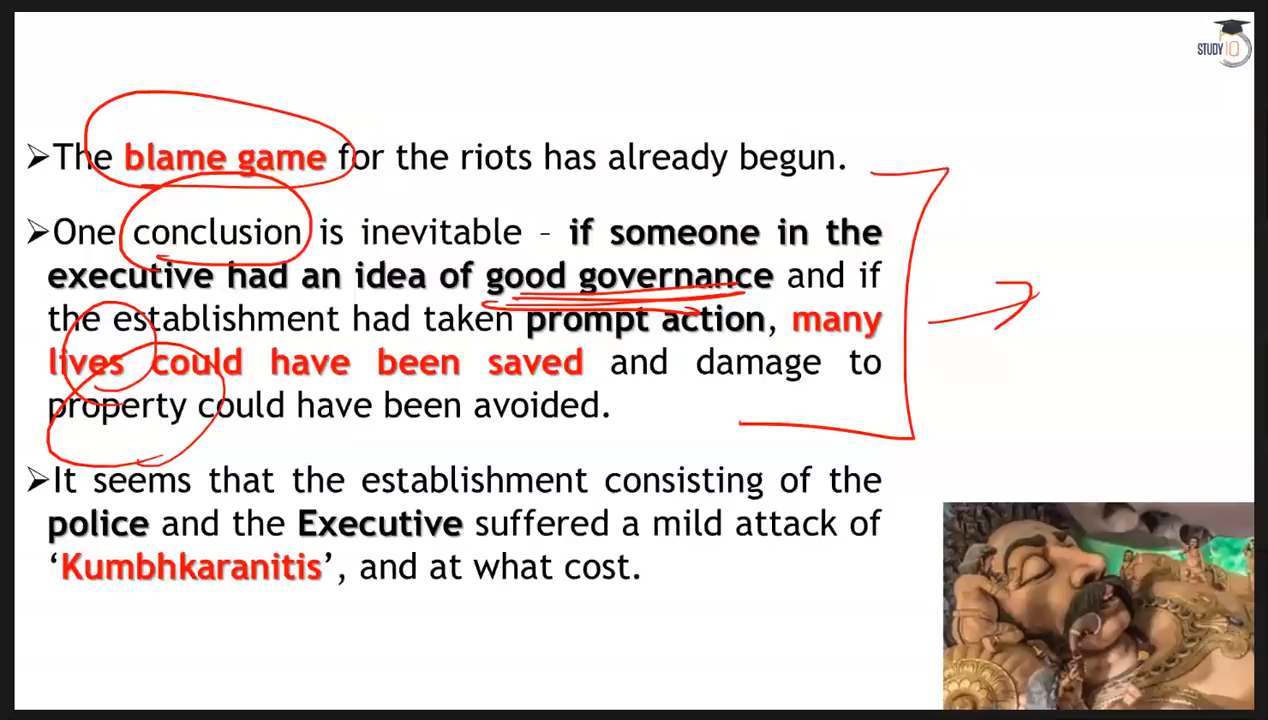 STUDY IQ
➢The blame game for the riots has already begun.
➢One conclusion is inevitable – if someone in the
executive had an idea of good governance and if
the establishment had taken prompt action, many
lives could have been saved and damage to
property could have been avoided.
➢It seems that the establishment consisting of the
police and the Executive suffered a mild attack of
‘Kumbhkaranitis’, and at what cost.